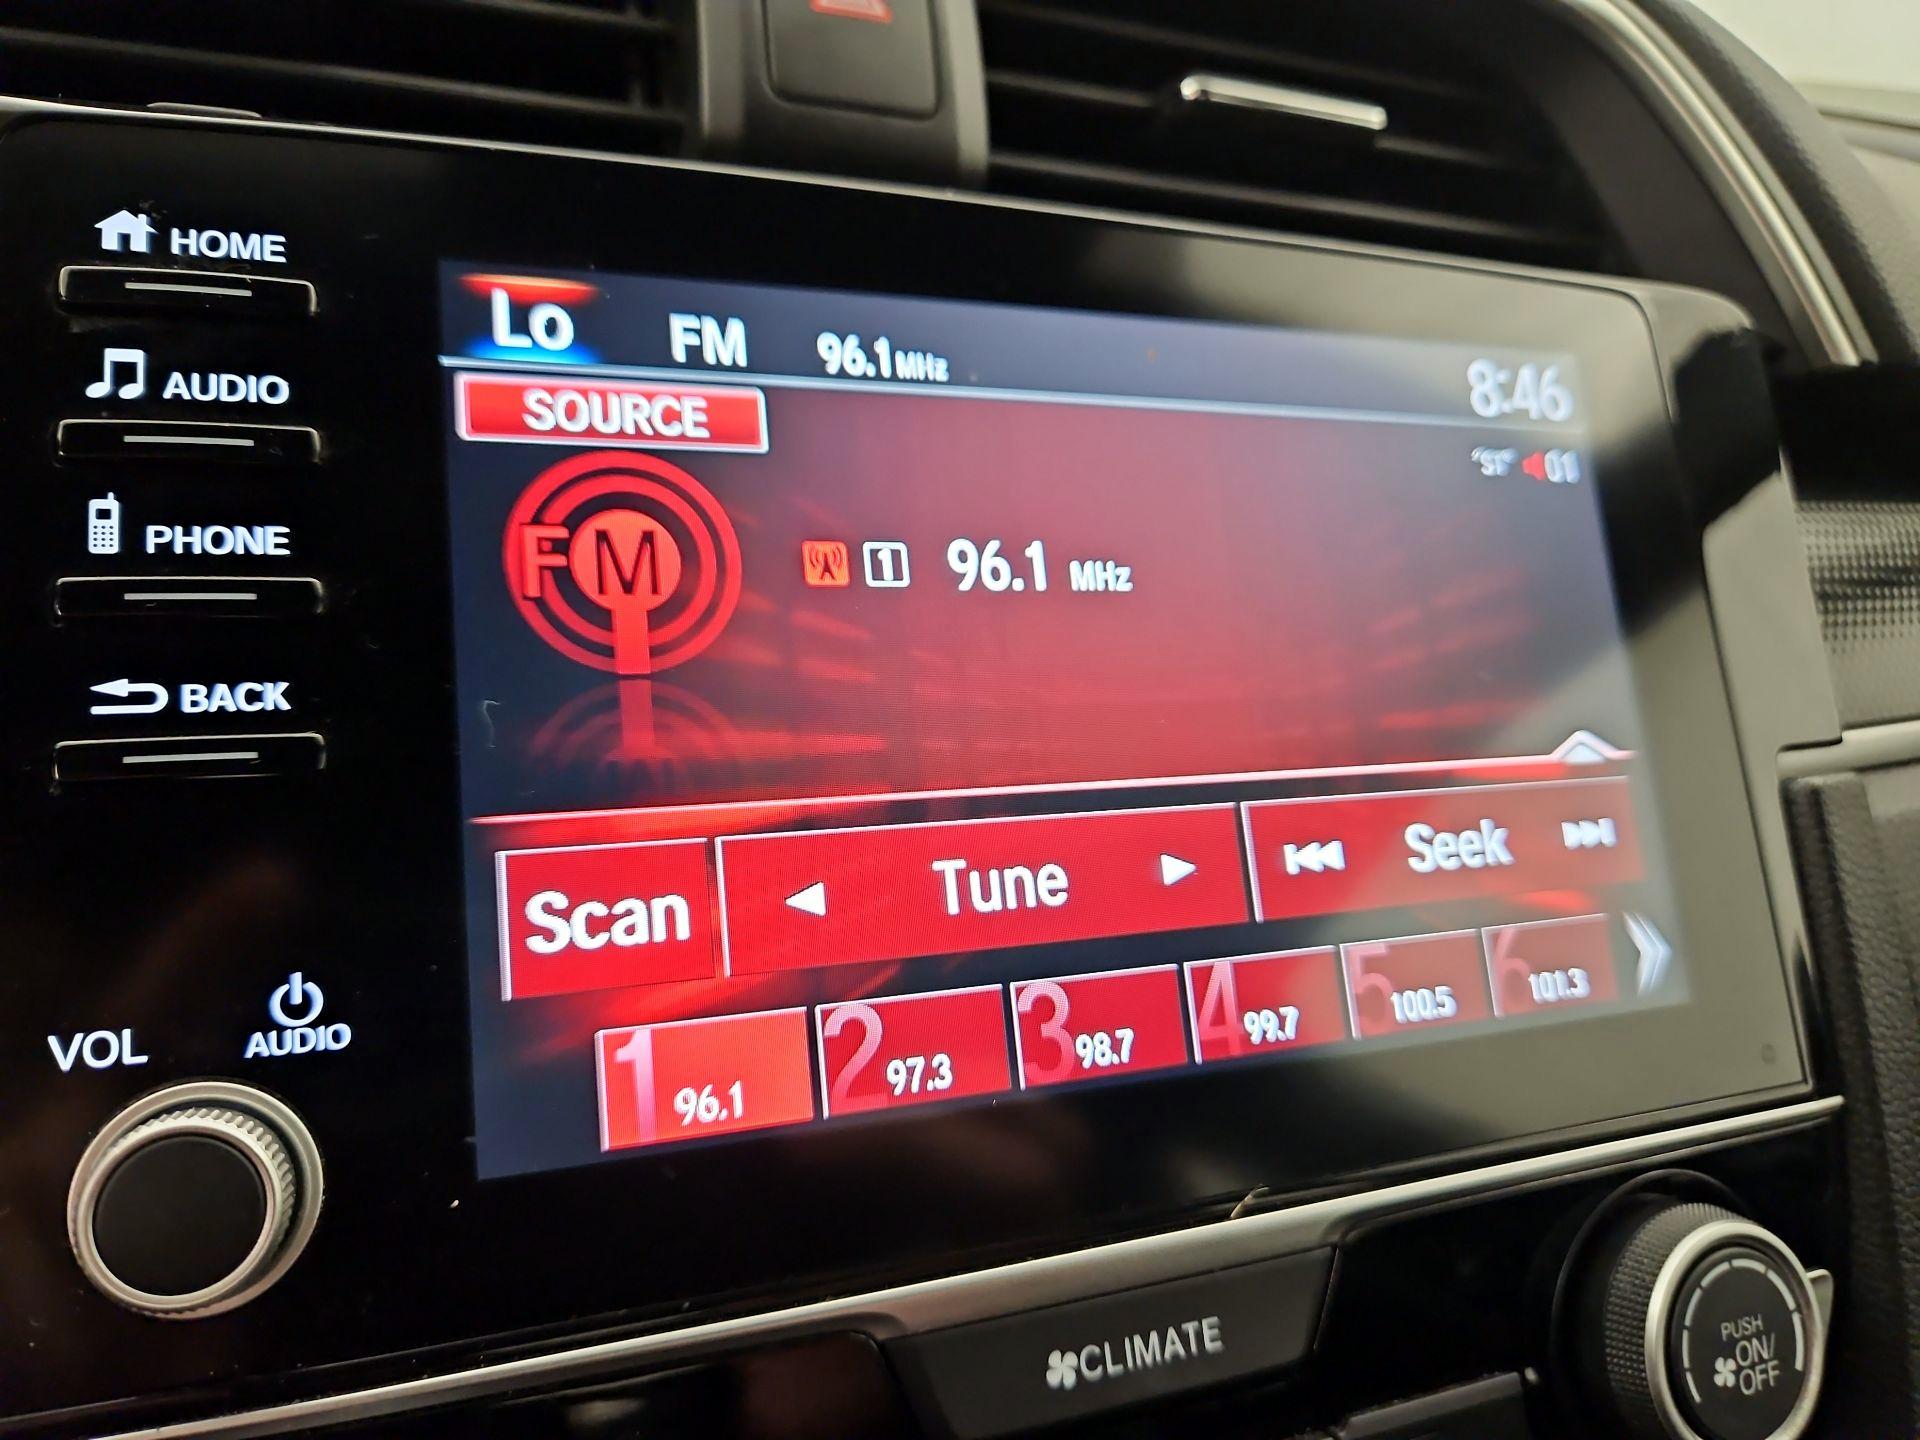 HOME
AUDIO
PHONE
BACK
VOL
AUDIO
Lo FM 96.1 MHz 8:46
SOURCE
01
FM
1 96.1 MHz
Scan Tune Seek
1 96.1 2 97.3 3 98.7 4 99.7 5 100.5 6 101.3
CLIMATE
PUSH
ON/
OFF